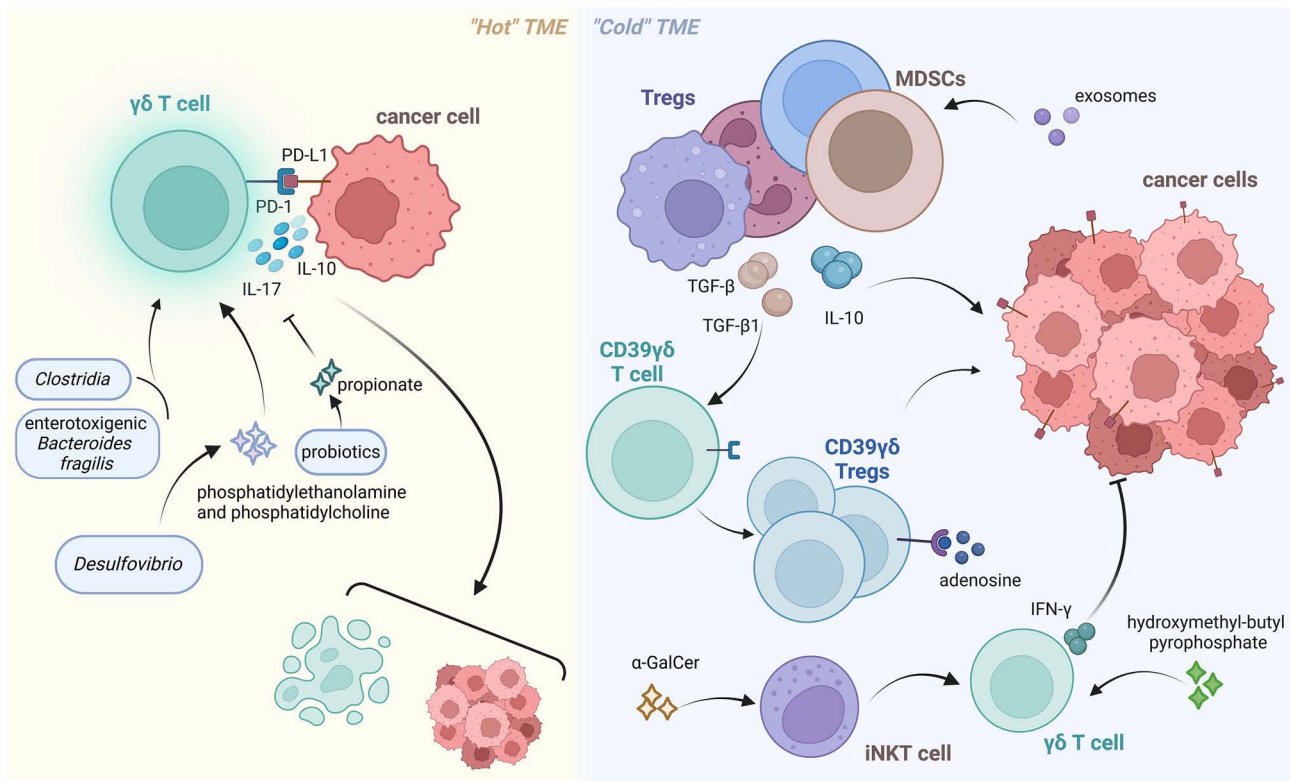 "Hot" TME
γδ T cell
cancer cell
PD-L1
PD-1
IL-10
IL-17
Clostridia
enterotoxigenic
Bacteroides
fragilis
propionate
probiotics
phosphatidylethanolamine
and phosphatidylcholine
Desulfovibrio
"Cold" TME
Tregs
MDSCs
exosomes
cancer cells
TGF-β
TGF-β1
IL-10
CD39γδ
T cell
CD39γδ
Tregs
adenosine
IFN-γ
hydroxymethyl-butyl
pyrophosphate
α-GalCer
iNKT cell
γδ T cell